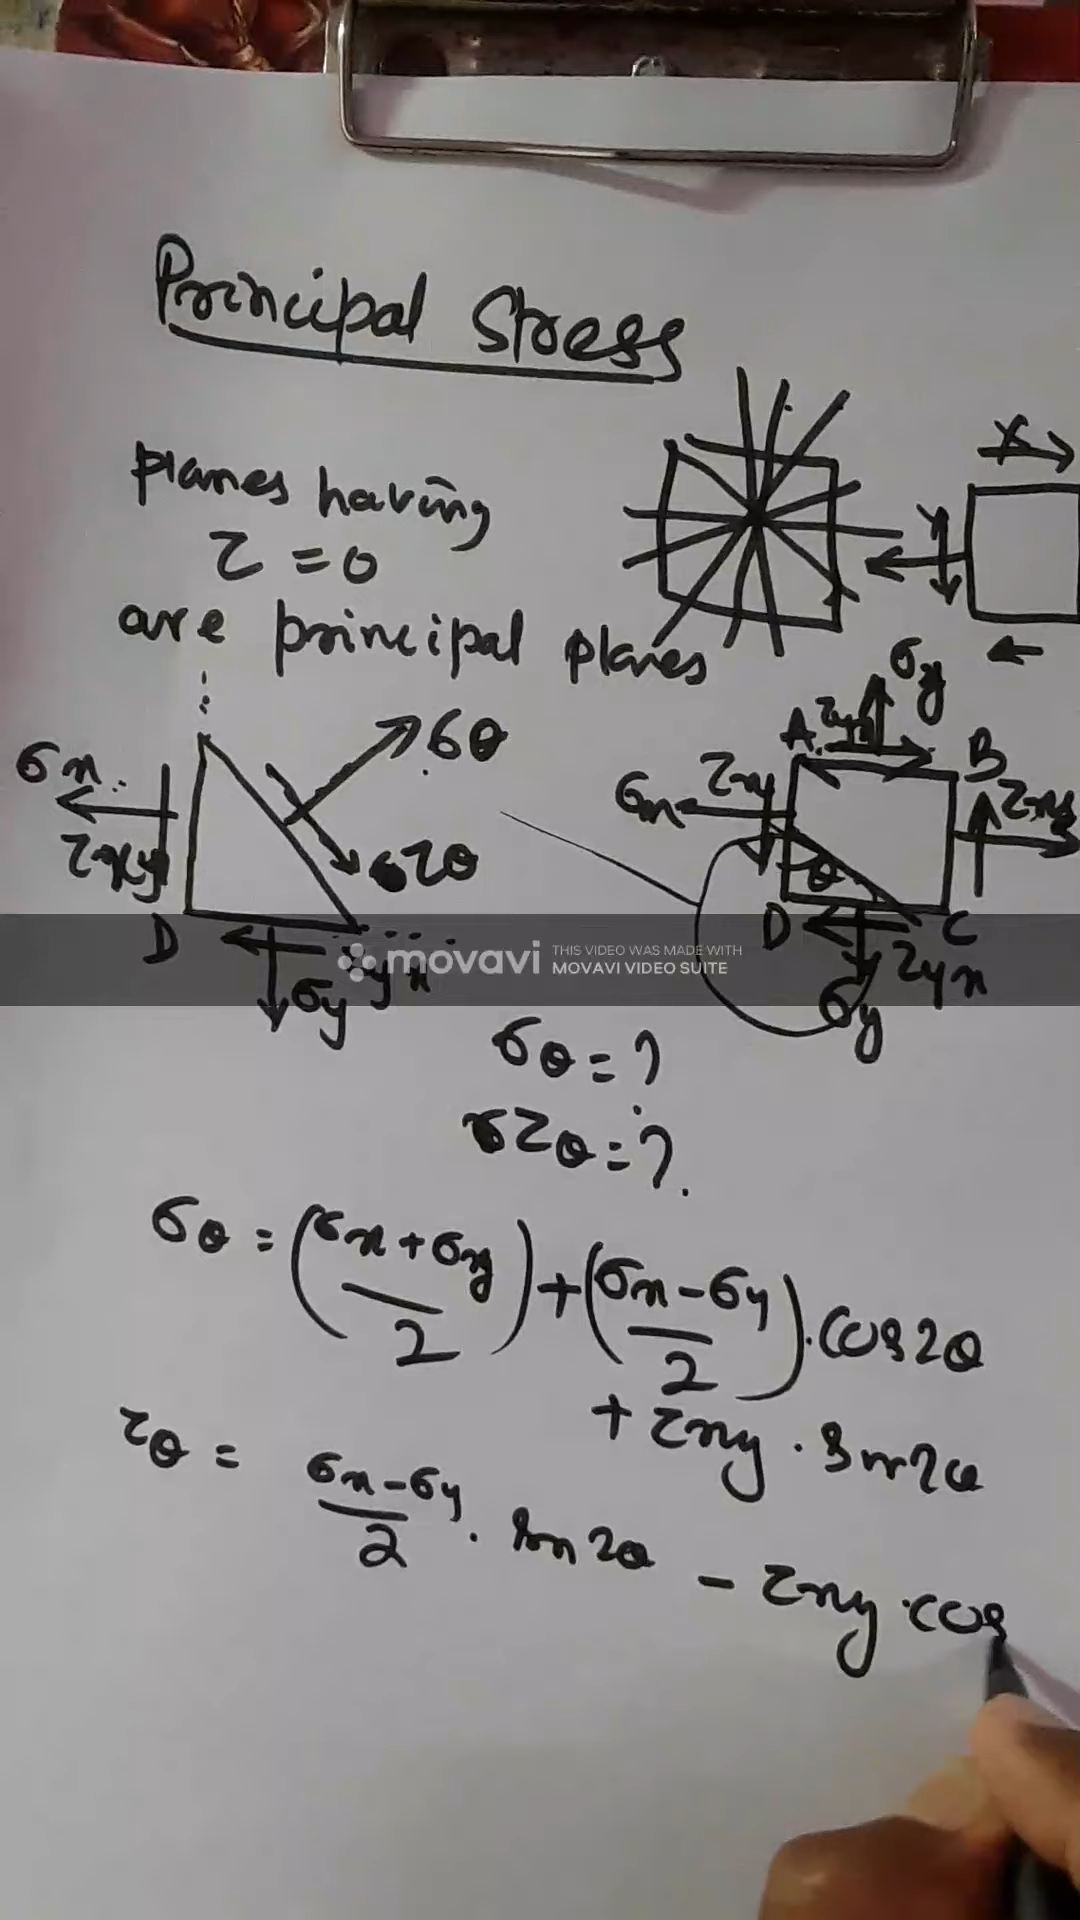 Principal Stress
planes having
τ = 0
are principal planes
X
Y
σy
τyx
A
B
σx
τxy
σx
τxy
σθ
τθ
τxy
θ
D
C
D
τyx
σy
τyx
σy
movavi
THIS VIDEO WAS MADE WITH
MOVAVI VIDEO SUITE
σθ = ?
τθ = ?
σθ = (σx + σy / 2) + (σx - σy / 2) . cos2θ
+ τxy . sin2θ
τθ = σx - σy / 2 . sin2θ - τxy . cos